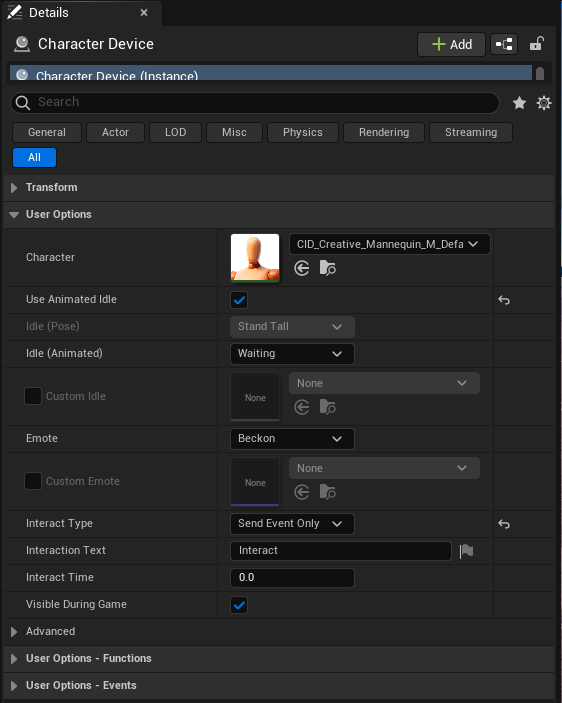 Details
Character Device
Add
Character Device (Instance)
Search
General
Actor
LOD
Misc
Physics
Rendering
Streaming
All
Transform
User Options
Character
CID_Creative_Mannequin_M_Defa
Use Animated Idle
Idle (Pose)
Stand Tall
Idle (Animated)
Waiting
Custom Idle
None
None
Emote
Beckon
Custom Emote
None
None
Interact Type
Send Event Only
Interaction Text
Interact
Interact Time
0.0
Visible During Game
Advanced
User Options - Functions
User Options - Events